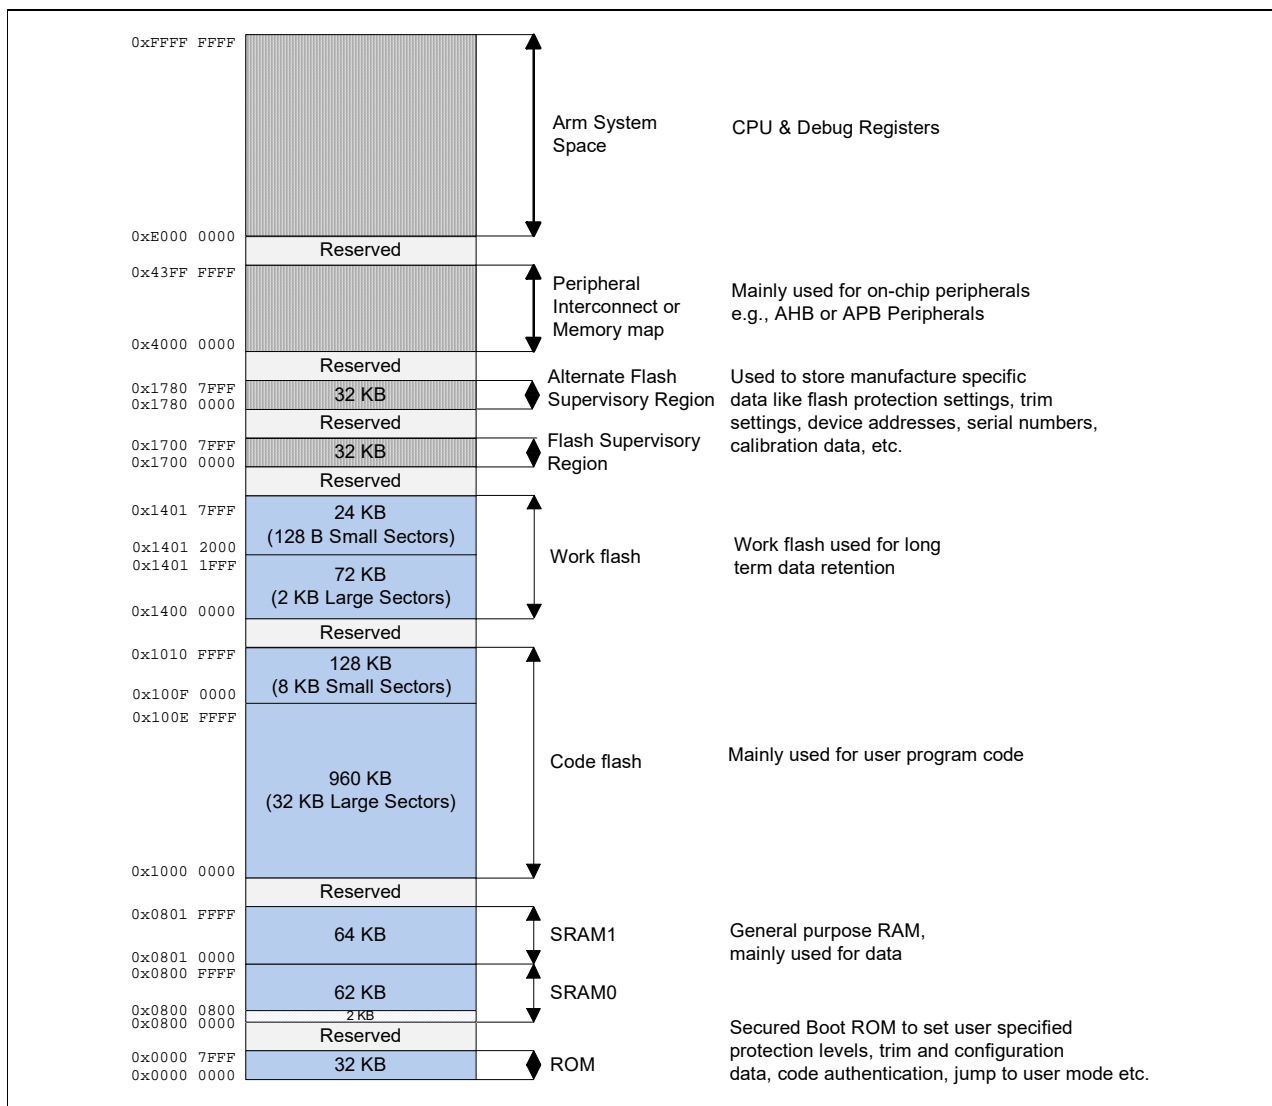 0xFFFF FFFF
Arm System
Space
CPU & Debug Registers
0xE000 0000
Reserved
0x43FF FFFF
Peripheral
Interconnect or
Memory map
Mainly used for on-chip peripherals
e.g., AHB or APB Peripherals
0x4000 0000
Reserved
0x1780 7FFF
0x1780 0000
32 KB
Alternate Flash
Supervisory Region
Used to store manufacture specific
data like flash protection settings, trim
settings, device addresses, serial numbers,
calibration data, etc.
Reserved
0x1700 7FFF
0x1700 0000
32 KB
Flash Supervisory
Region
Reserved
0x1401 7FFF
24 KB
(128 B Small Sectors)
0x1401 2000
0x1401 1FFF
72 KB
(2 KB Large Sectors)
0x1400 0000
Work flash
Work flash used for long
term data retention
Reserved
0x1010 FFFF
128 KB
(8 KB Small Sectors)
0x100F 0000
0x100E FFFF
960 KB
(32 KB Large Sectors)
Code flash
Mainly used for user program code
0x1000 0000
Reserved
0x0801 FFFF
64 KB
SRAM1
General purpose RAM,
mainly used for data
0x0801 0000
0x0800 FFFF
62 KB
SRAM0
0x0800 0800
2 KB
0x0800 0000
Reserved
0x0000 7FFF
32 KB
0x0000 0000
ROM
Secured Boot ROM to set user specified
protection levels, trim and configuration
data, code authentication, jump to user mode etc.